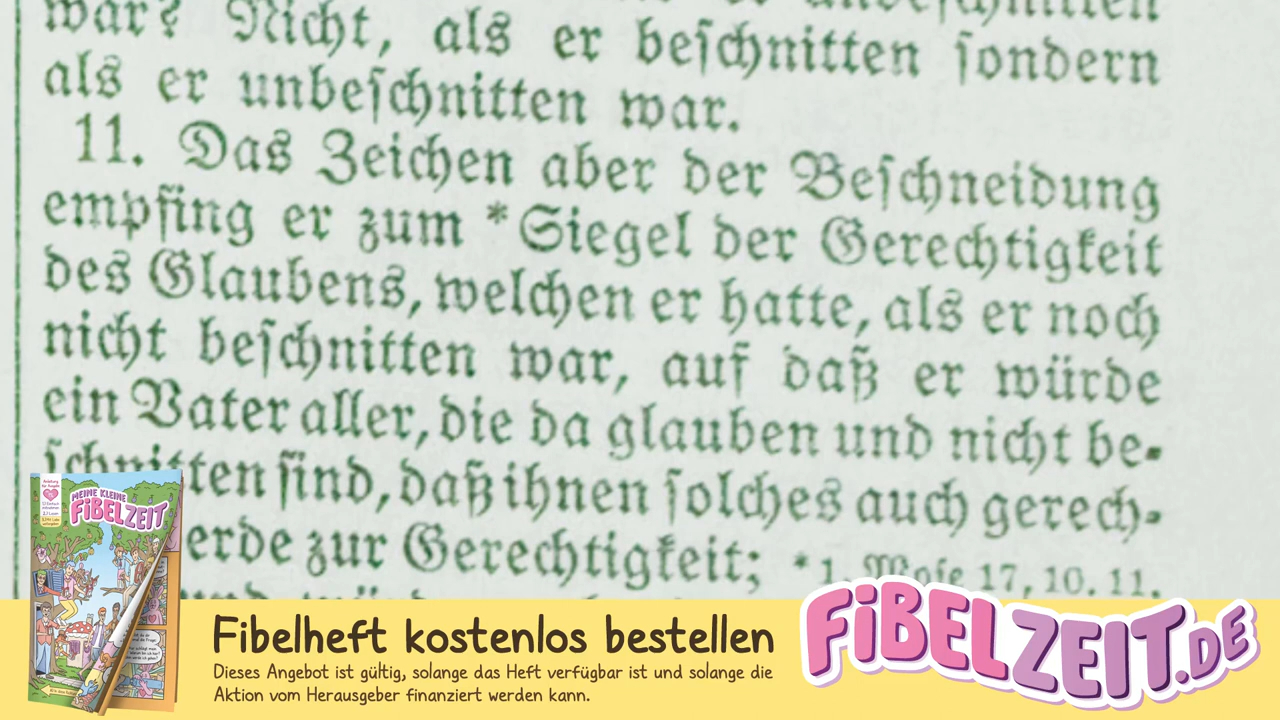 war? Nicht, als er beſchnitten ſondern
als er unbeſchnitten war.
11. Das Zeichen aber der Beſchneidung
empfing er zum *Siegel der Gerechtigkeit
des Glaubens, welchen er hatte, als er noch
nicht beſchnitten war, auf daß er würde
ein Vater aller, die da glauben und nicht be-
ſchnitten ſind, daß ihnen ſolches auch gerech-
erde zur Gerechtigkeit; *1. Moſe 17, 10. 11.
MEINE KLEINE
FiBELZEIT
Fibelheft kostenlos bestellen
Dieses Angebot ist gültig, solange das Heft verfügbar ist und solange die
Aktion vom Herausgeber finanziert werden kann.
FiBELZEIT.DE